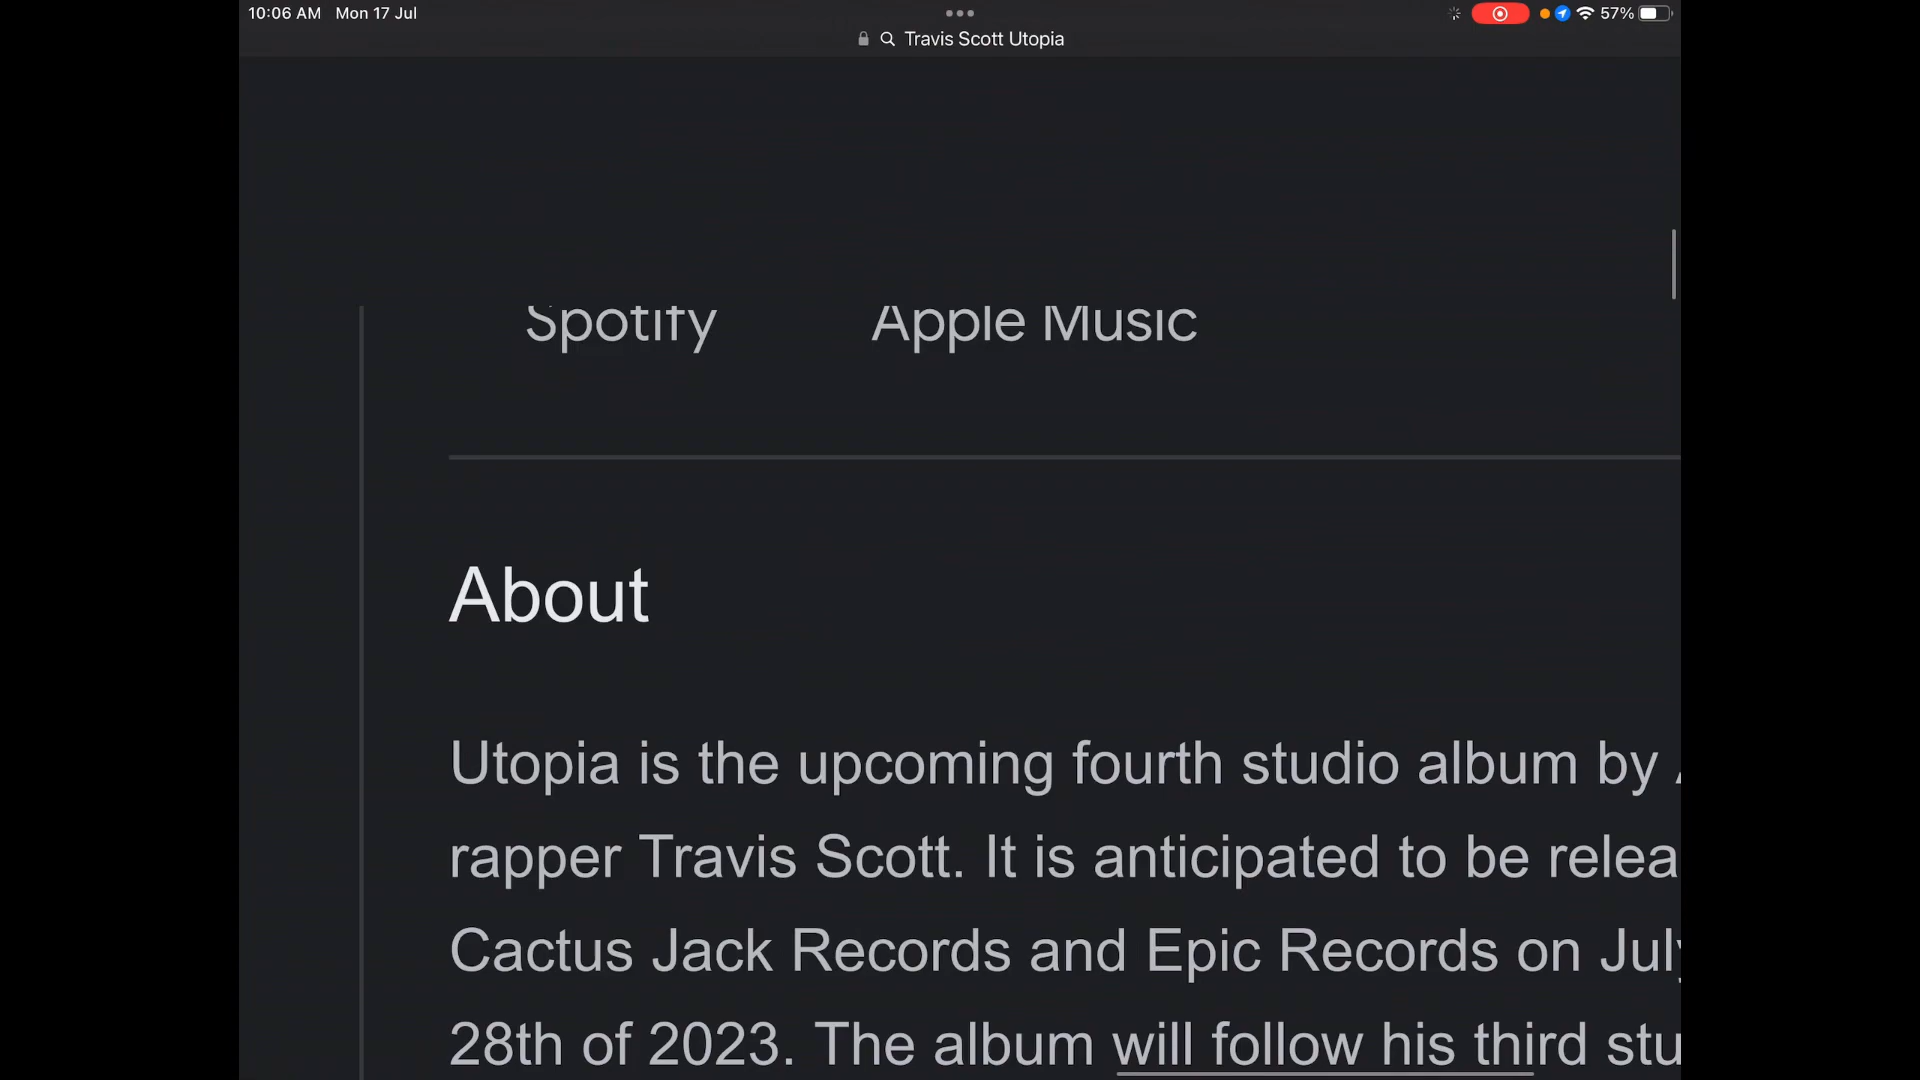 10:06 AM Mon 17 Jul
57%
Travis Scott Utopia
Spotify Apple Music
About
Utopia is the upcoming fourth studio album by
rapper Travis Scott. It is anticipated to be relea
Cactus Jack Records and Epic Records on July
28th of 2023. The album will follow his third stu